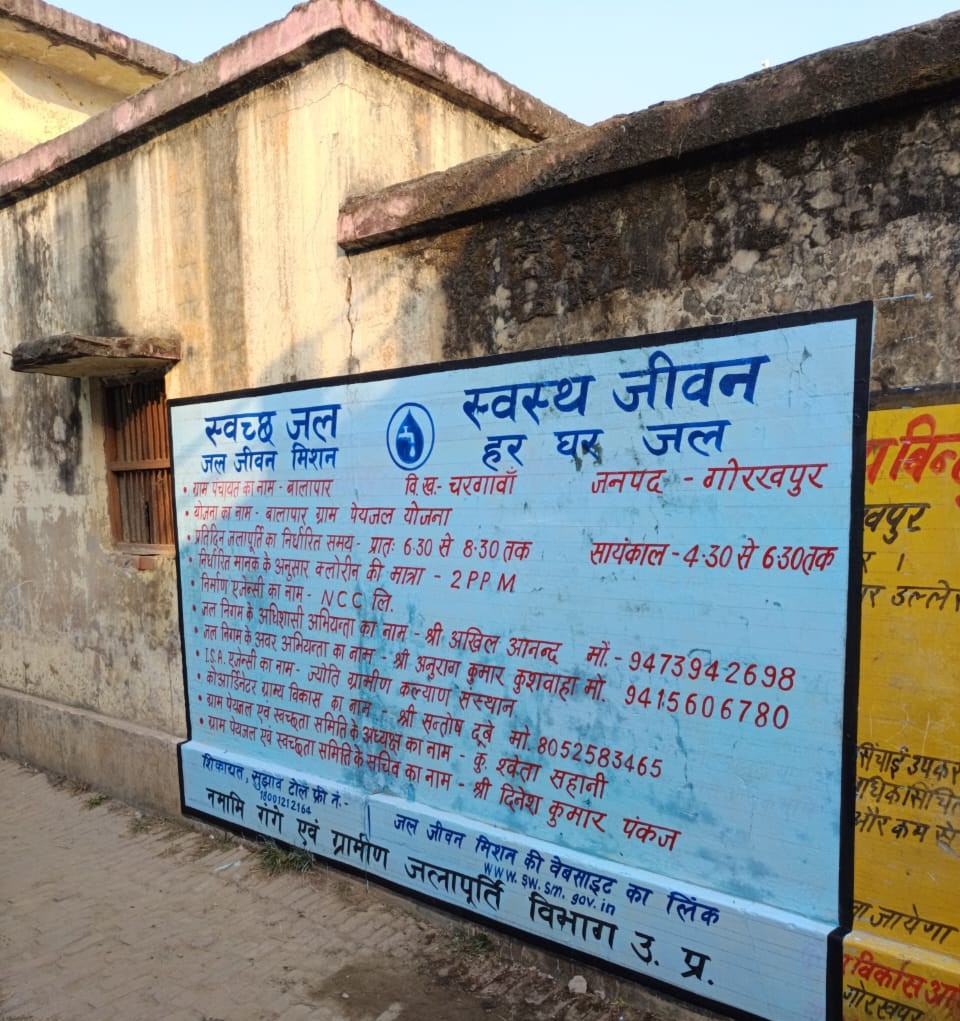 स्वच्छ जल
जल जीवन मिशन
स्वस्थ जीवन
हर घर जल
• ग्राम पंचायत का नाम - बालापार वि.ख.- चरगावाँ जनपद - गोरखपुर
• योजना का नाम - बालापार ग्राम पेयजल योजना
• प्रतिदिन जलापूर्ति का निर्धारित समय - प्रातः 6:30 से 8:30 तक सायंकाल - 4:30 से 6:30 तक
• निर्धारित मानक के अनुसार क्लोरीन की मात्रा - 2 PPM
• निर्माण एजेन्सी का नाम - NCC लि.
• जल निगम के अधिशासी अभियन्ता का नाम - श्री अखिल आनन्द मों.- 9473942698
• जल निगम के अवर अभियन्ता का नाम - श्री अनुराग कुमार कुशवाहा मों. 9415606780
• I.S.A. एजेन्सी का नाम - ज्योति ग्रामीण कल्याण संस्थान
• कोआर्डिनेटर ग्राम्य विकास का नाम - श्री सन्तोष दूबे मो. 8052583465
• ग्राम पेयजल एवं स्वच्छता समिति के अध्यक्ष का नाम - कु. श्वेता सहानी
• ग्राम पेयजल एवं स्वच्छता समिति के सचिव का नाम - श्री दिनेश कुमार पंकज
शिकायत, सुझाव टोल फ्री नं.-
18001212164
जल जीवन मिशन की वेबसाइट का लिंक
www.sw.sm.gov.in
नमामि गंगे एवं ग्रामीण जलापूर्ति विभाग उ. प्र.
सिंचाई उपकर
और कम से
जायेगा
विकास
गोरखपुर